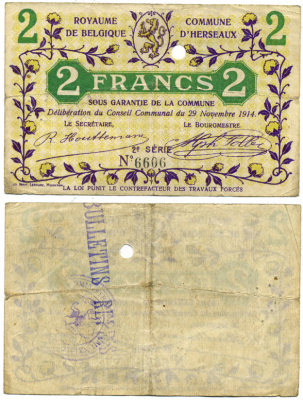 2 ROYAUME DE BELGIQUE COMMUNE D'HERSEAUX 2
2 FRANCS 2
SOUS GARANTIE DE LA COMMUNE
Délibération du Conseil Communal du 29 Novembre 1914.
LE SECRÉTAIRE, LE BOURGMESTRE,
R. Houtteman
2e SÉRIE
No 6606
LA LOI PUNIT LE CONTREFACTEUR DES TRAVAUX FORCÉS
BULLETINS